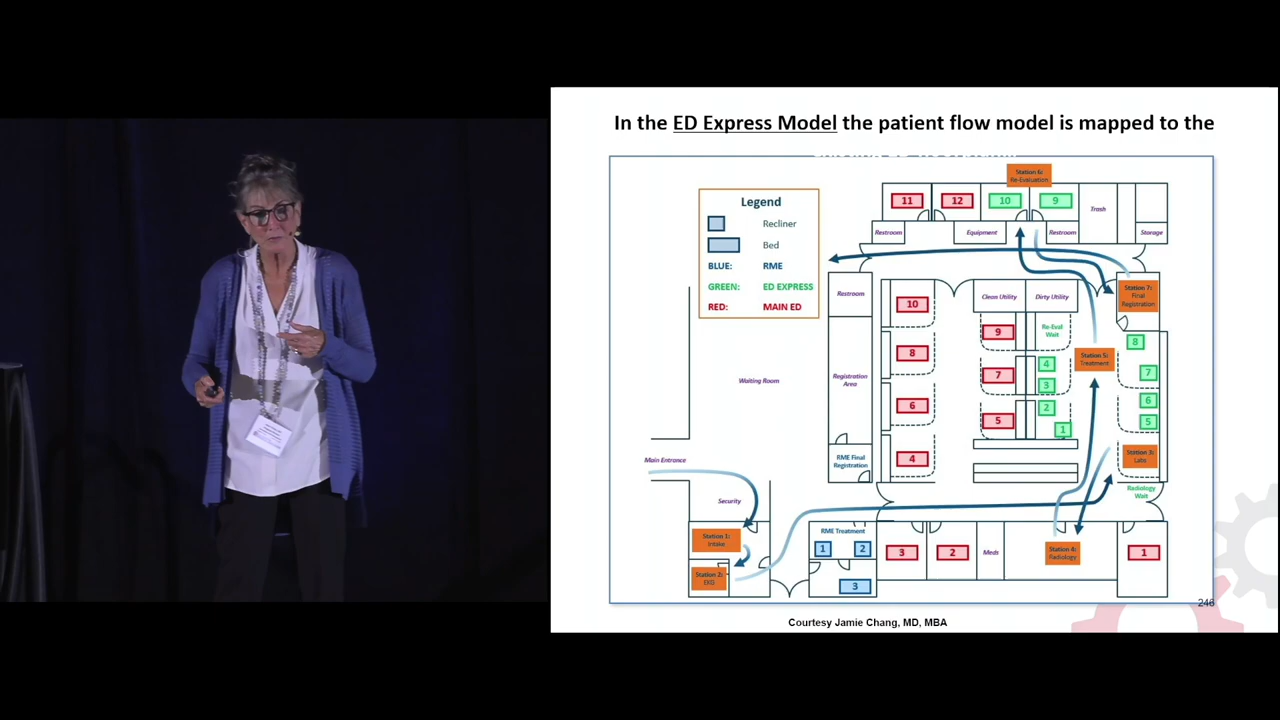 In the ED Express Model the patient flow model is mapped to the
Legend
Recliner
Bed
BLUE: RME
GREEN: ED EXPRESS
RED: MAIN ED
Station 6:
Re-Evaluation
11
12
10
9
Trash
Restroom
Equipment
Restroom
Storage
Restroom
Clean Utility
Dirty Utility
Station 7:
Final
Registration
10
9
Re-Eval
Wait
8
8
4
Station 5:
Treatment
7
7
3
Waiting Room
Registration
Area
6
6
2
5
5
1
Main Entrance
RME Final
Registration
4
Station 3:
Labs
Radiology
Wait
Security
Station 1:
Intake
RME Treatment
1
2
3
2
Meds
Station 4:
Radiology
1
Station 2:
EKG
3
246
Courtesy Jamie Chang, MD, MBA